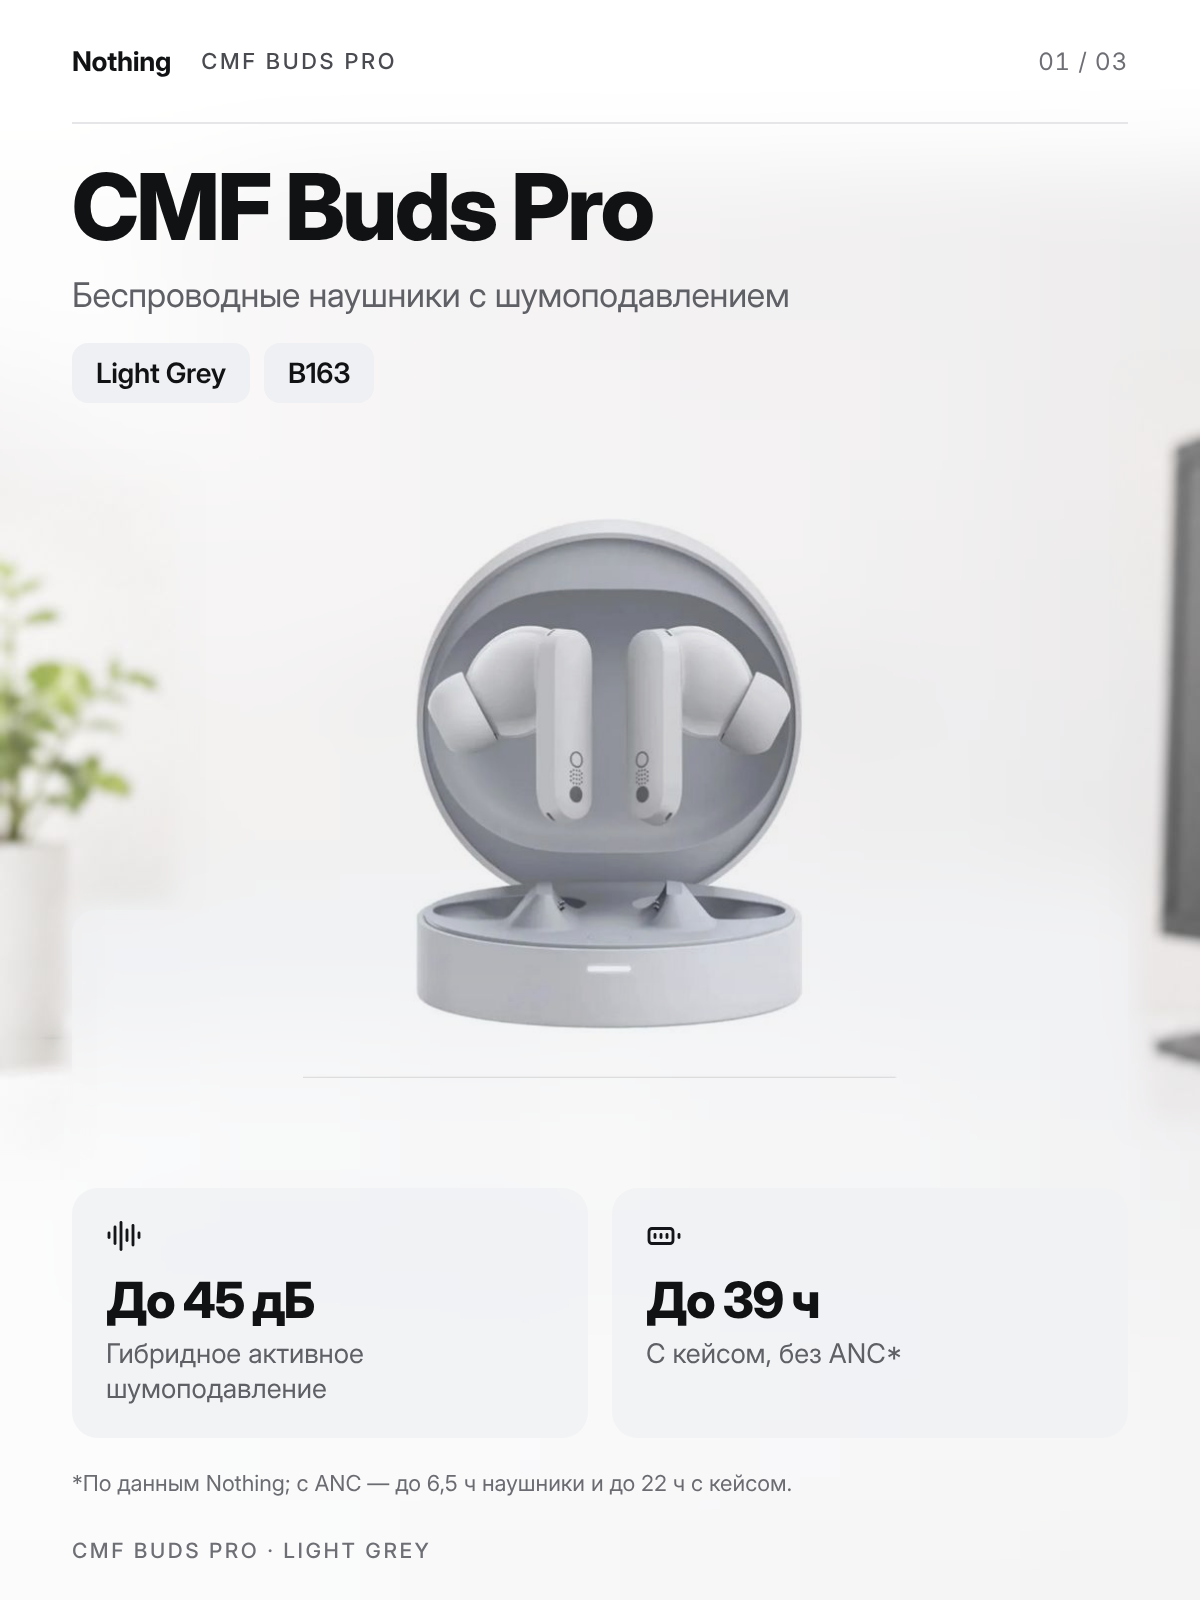 Nothing CMF BUDS PRO 01 / 03
CMF Buds Pro
Беспроводные наушники с шумоподавлением
Light Grey B163
До 45 дБ
Гибридное активное
шумоподавление
До 39 ч
С кейсом, без ANC*
*По данным Nothing; с ANC — до 6,5 ч наушники и до 22 ч с кейсом.
CMF BUDS PRO · LIGHT GREY